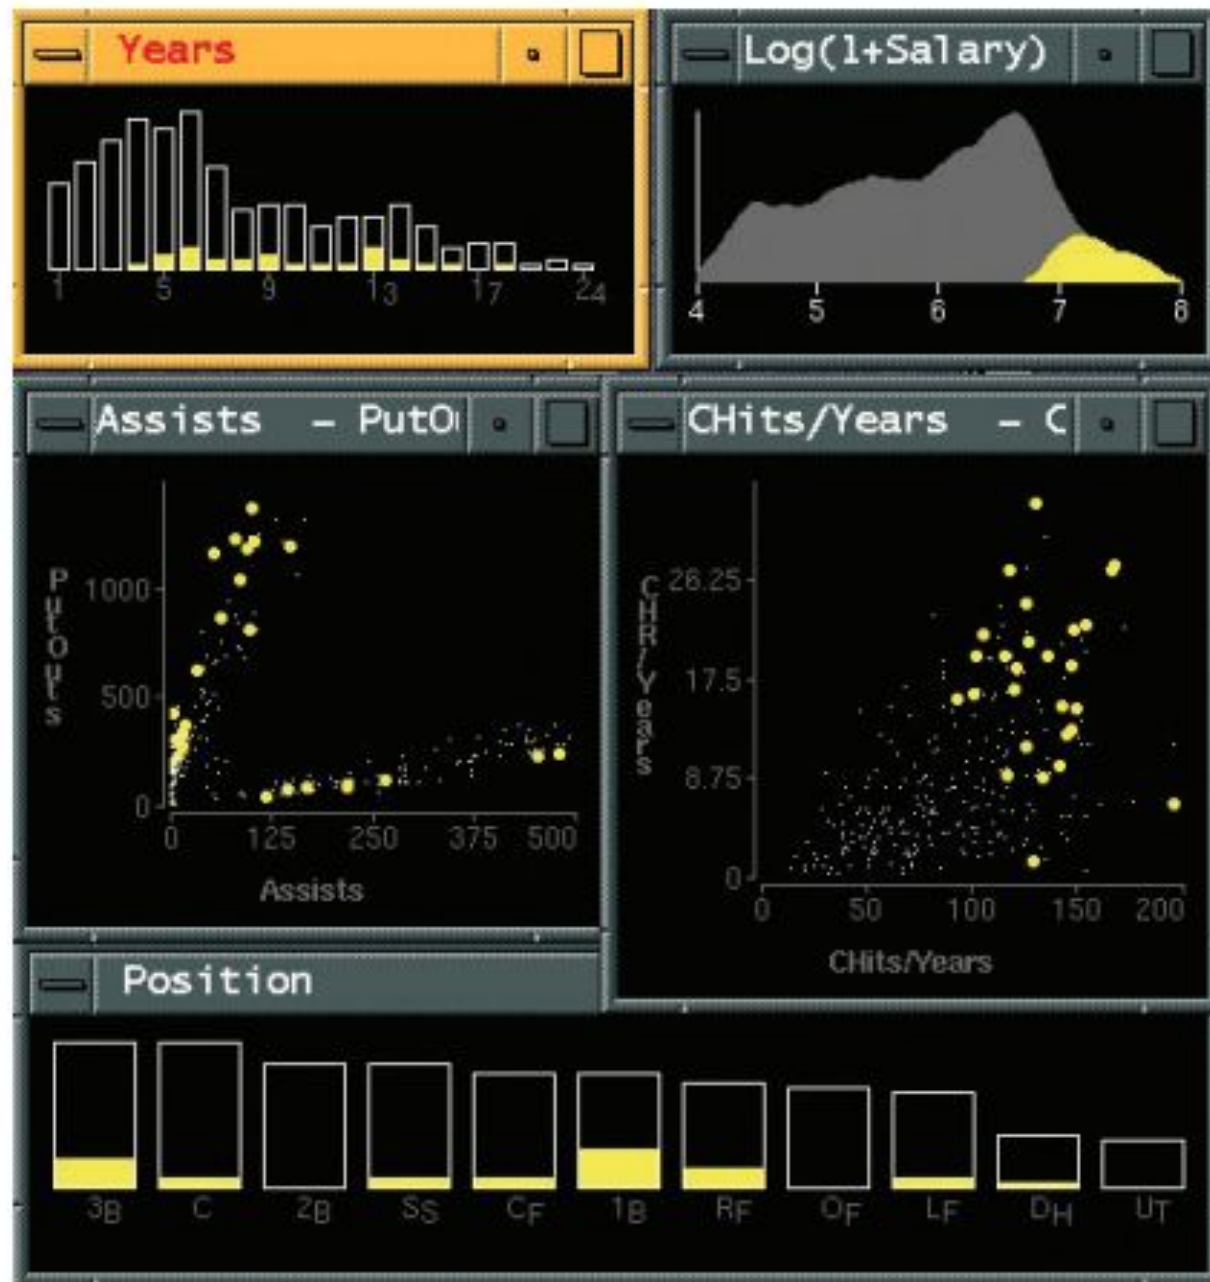 Years
1 5 9 13 17 24
Log(1+Salary)
4 5 6 7 8
Assists – PutO
PutOuts
1000
500
0
0 125 250 375 500
Assists
CHits/Years – C
CHR/Years
26.25
17.5
8.75
0
0 50 100 150 200
CHits/Years
Position
3B C 2B SS CF 1B RF OF LF DH UT